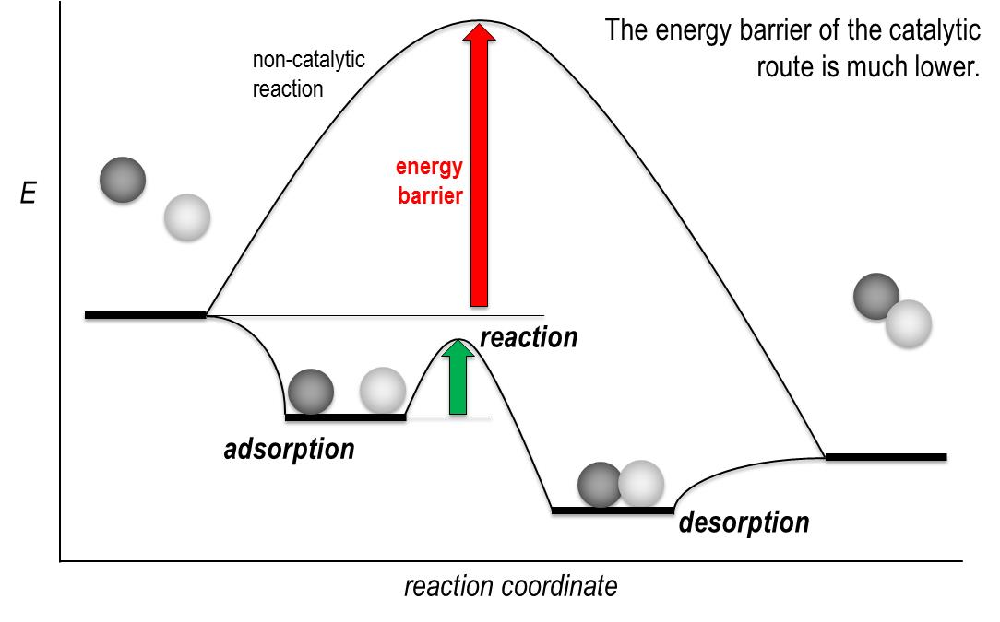 The energy barrier of the catalytic
route is much lower.
non-catalytic
reaction
energy
barrier
E
reaction
adsorption
desorption
reaction coordinate